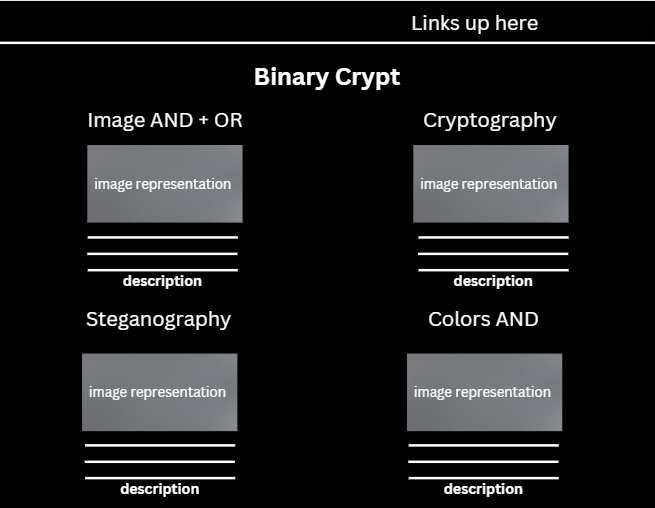 Links up here
Binary Crypt
Image AND + OR
Cryptography
image representation
image representation
description
description
Steganography
Colors AND
image representation
image representation
description
description